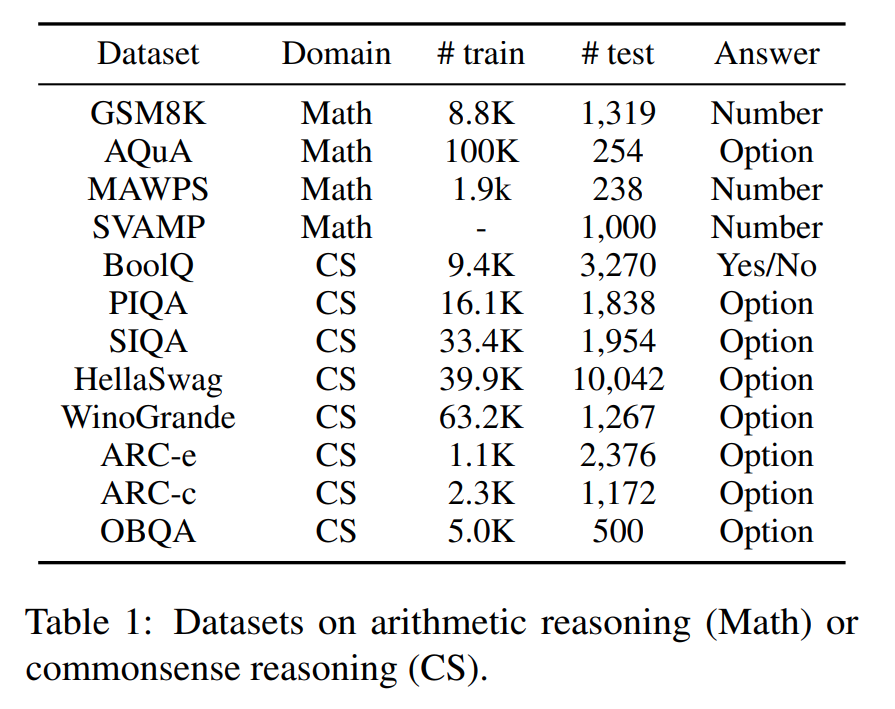 Dataset Domain # train # test Answer
GSM8K Math 8.8K 1,319 Number
AQuA Math 100K 254 Option
MAWPS Math 1.9k 238 Number
SVAMP Math - 1,000 Number
BoolQ CS 9.4K 3,270 Yes/No
PIQA CS 16.1K 1,838 Option
SIQA CS 33.4K 1,954 Option
HellaSwag CS 39.9K 10,042 Option
WinoGrande CS 63.2K 1,267 Option
ARC-e CS 1.1K 2,376 Option
ARC-c CS 2.3K 1,172 Option
OBQA CS 5.0K 500 Option
Table 1: Datasets on arithmetic reasoning (Math) or
commonsense reasoning (CS).